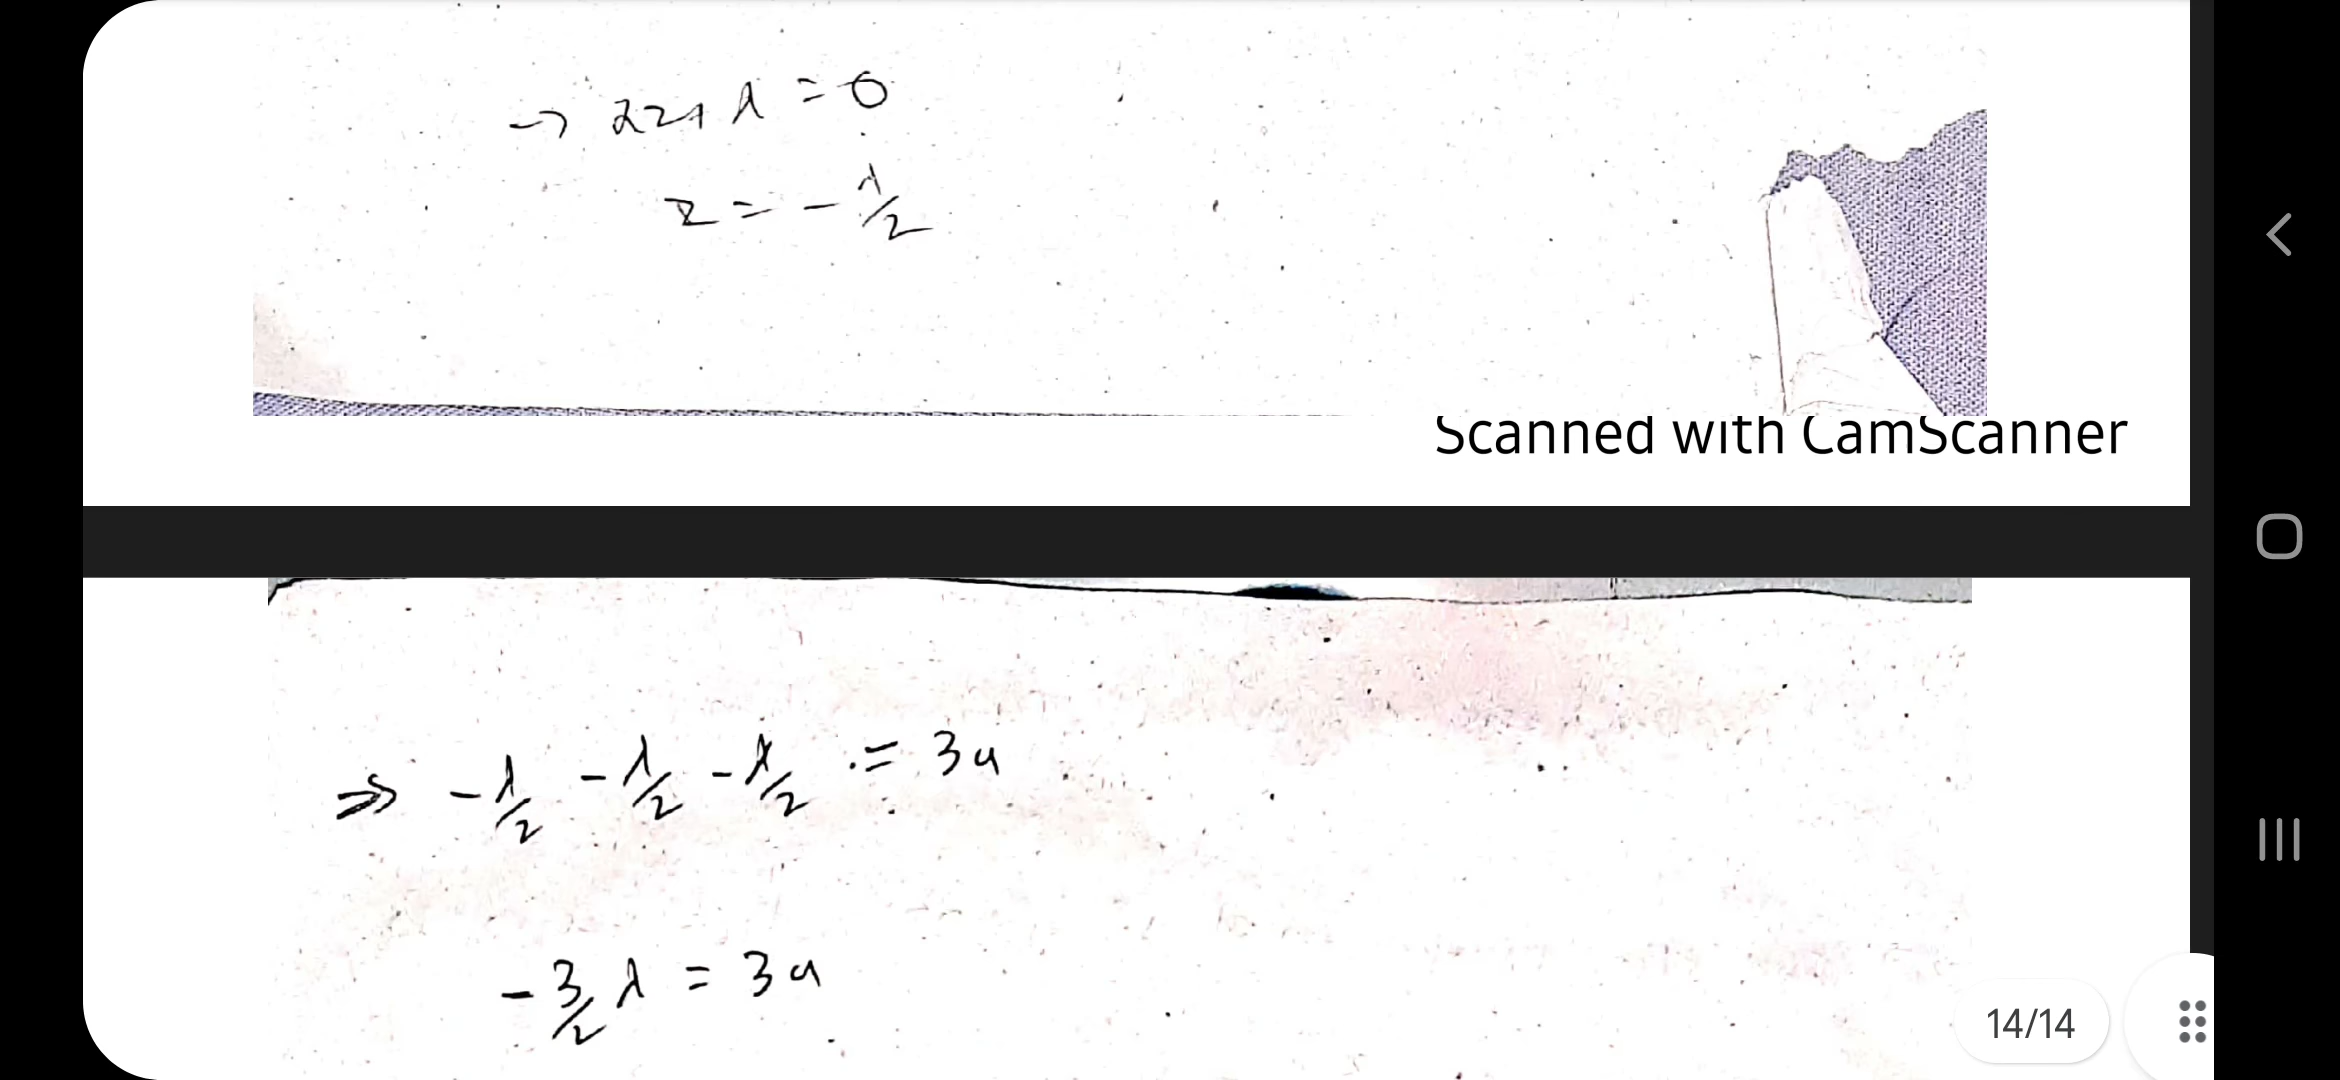 → 2z+λ = 0
z = -λ/2
Scanned with CamScanner
⇒ -λ/2 -λ/2 -λ/2 = 3a
-3/2 λ = 3a
14/14